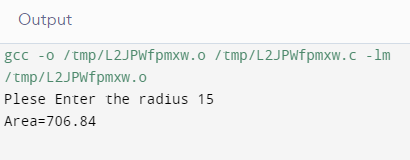 Output
gcc -o /tmp/L2JPWfpmxw.o /tmp/L2JPWfpmxw.c -lm
/tmp/L2JPWfpmxw.o
Plese Enter the radius 15
Area=706.84